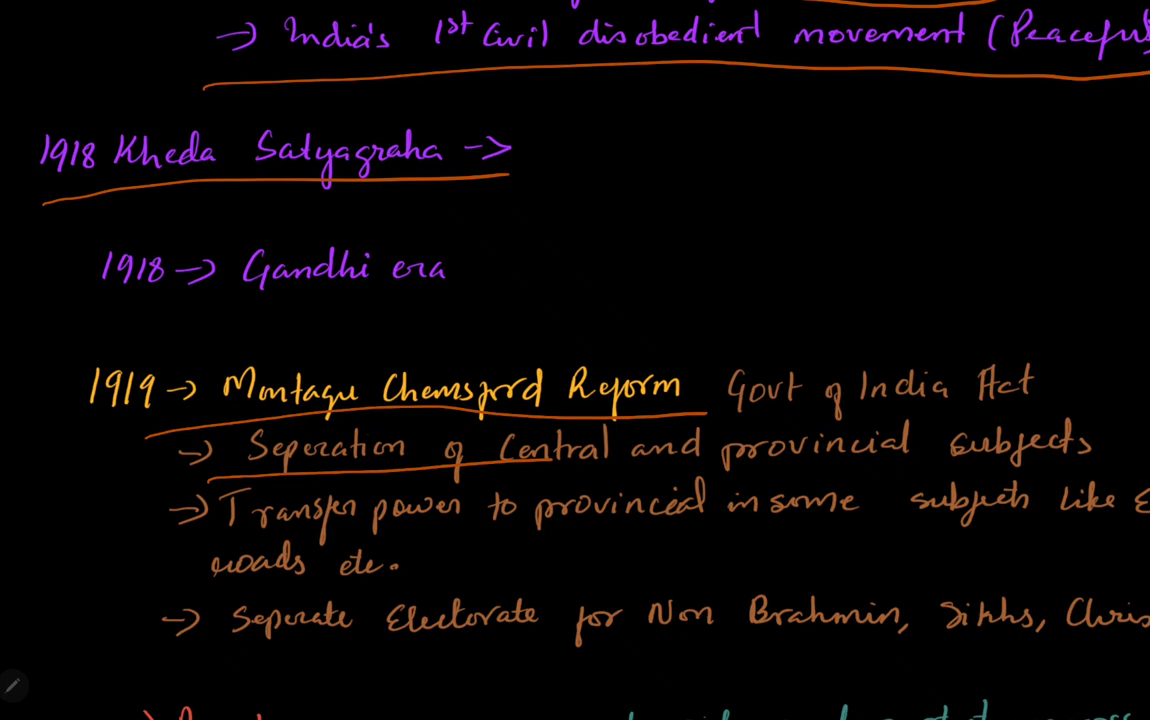 -> India's 1st Civil disobedient movement (Peaceful
1918 Kheda Satyagraha ->
1918 -> Gandhi era
1919 -> Montague Chemsford Reform Govt of India Act
-> Seperation of Central and provincial subjects
-> Transfer power to provincial in some subjects like E
roads etc.
-> Seperate Electorate for Non Brahmin, Sikhs, Chris